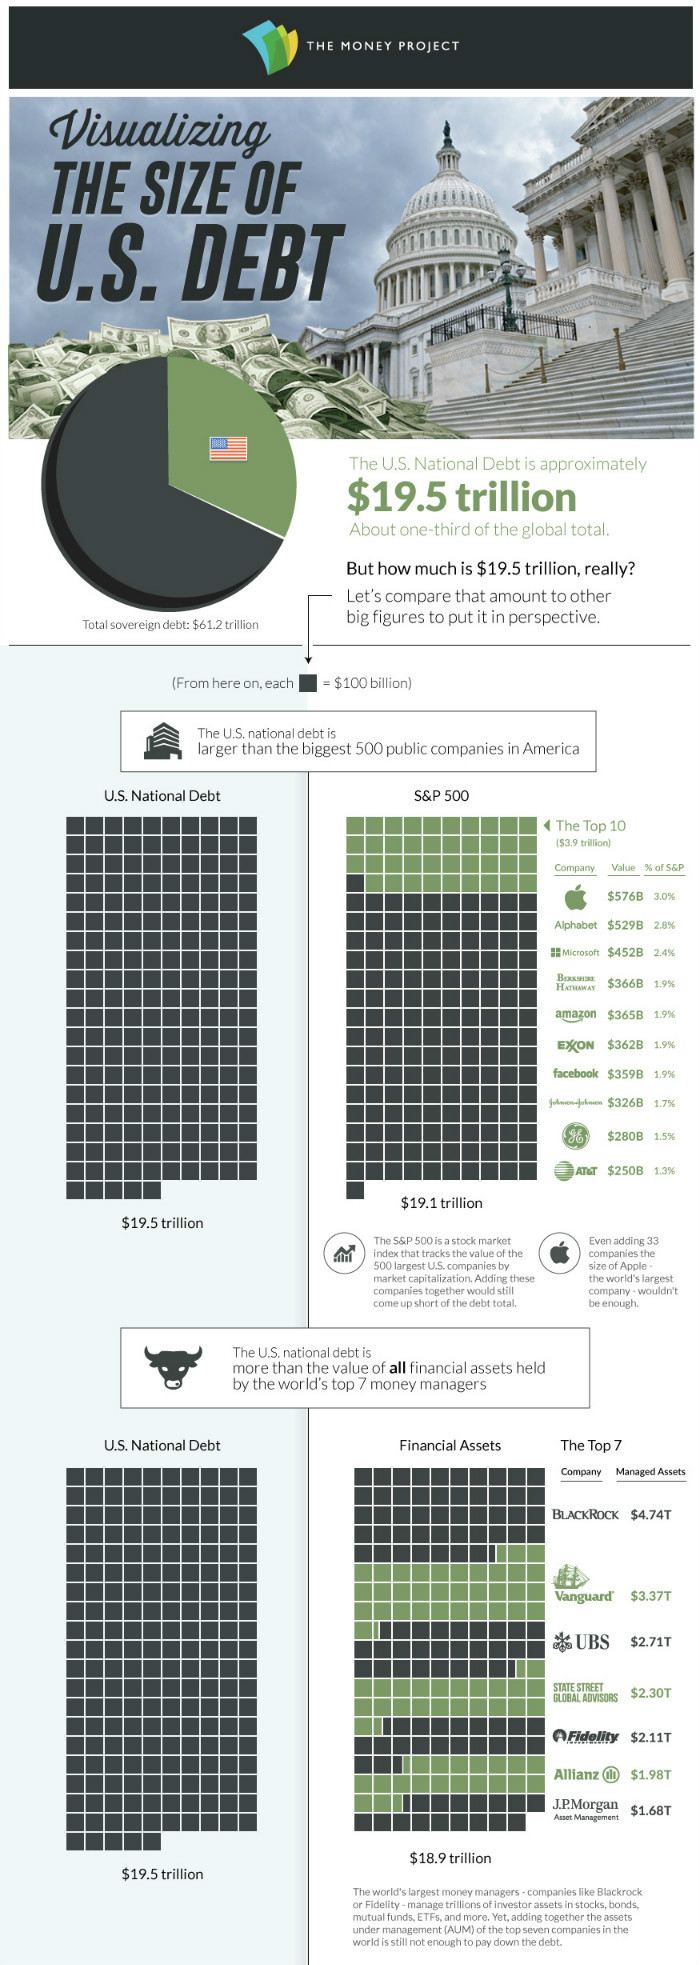 THE MONEY PROJECT
Visualizing
THE SIZE OF
U.S. DEBT
The U.S. National Debt is approximately
$19.5 trillion
About one-third of the global total.
But how much is $19.5 trillion, really?
Let's compare that amount to other
big figures to put it in perspective.
Total sovereign debt: $61.2 trillion
(From here on, each = $100 billion)
The U.S. national debt is
larger than the biggest 500 public companies in America
U.S. National Debt
S&P 500
The Top 10
($3.9 trillion)
Company Value % of S&P
$576B 3.0%
Alphabet $529B 2.8%
Microsoft $452B 2.4%
BERKSHIRE
HATHAWAY $366B 1.9%
amazon $365B 1.9%
EXXON $362B 1.9%
facebook $359B 1.9%
Johnson & Johnson $326B 1.7%
GE $280B 1.5%
AT&T $250B 1.3%
$19.5 trillion
$19.1 trillion
The S&P 500 is a stock market
index that tracks the value of the
500 largest U.S. companies by
market capitalization. Adding these
companies together would still
come up short of the debt total.
Even adding 33
companies the
size of Apple -
the world's largest
company - wouldn't
be enough.
The U.S. national debt is
more than the value of all financial assets held
by the world's top 7 money managers
U.S. National Debt
Financial Assets
The Top 7
Company Managed Assets
BLACKROCK $4.74T
Vanguard $3.37T
UBS $2.71T
STATE STREET
GLOBAL ADVISORS $2.30T
Fidelity
INVESTMENTS $2.11T
Allianz $1.98T
J.P.Morgan
Asset Management $1.68T
$19.5 trillion
$18.9 trillion
The world's largest money managers - companies like Blackrock
or Fidelity - manage trillions of investor assets in stocks, bonds,
mutual funds, ETFs, and more. Yet, adding together the assets
under management (AUM) of the top seven companies in the
world is still not enough to pay down the debt.